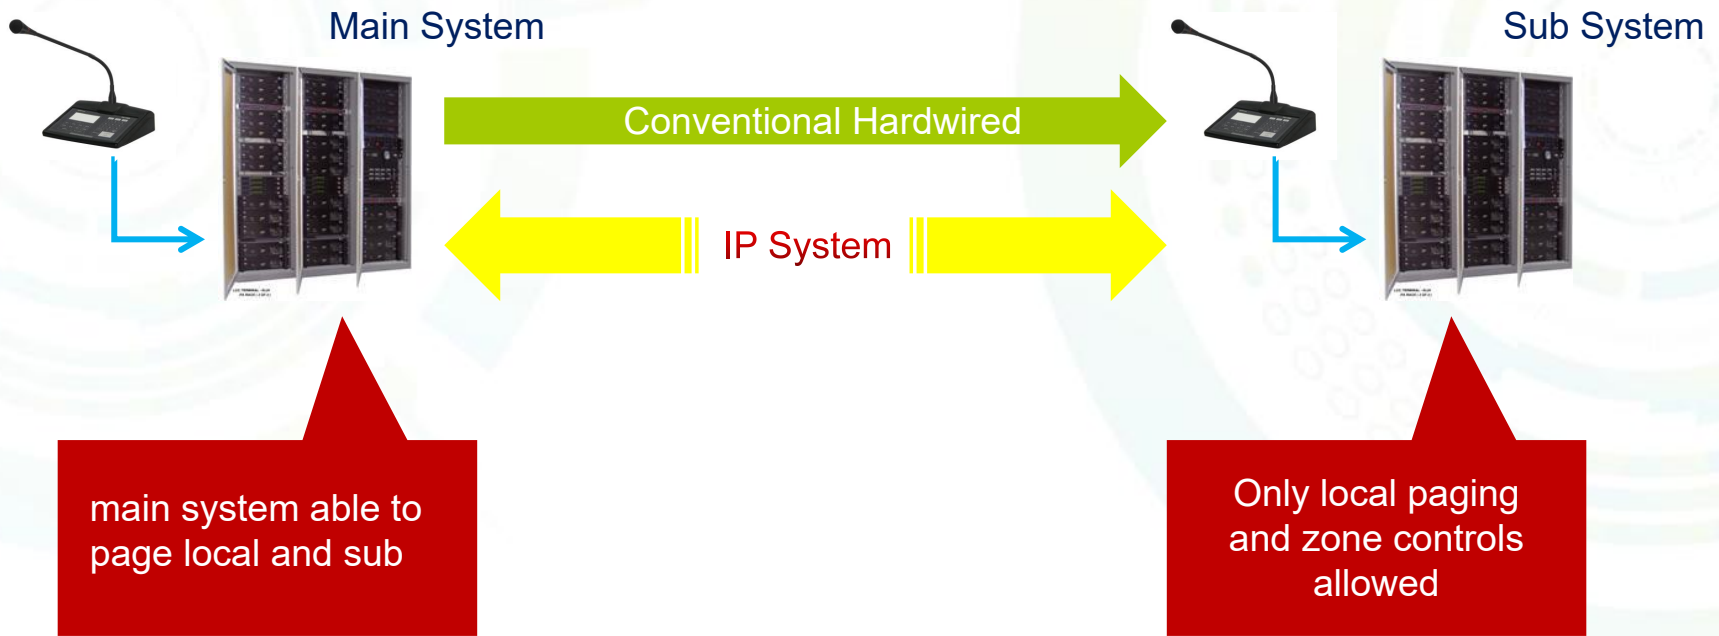 Main System
Sub System
Conventional Hardwired
IP System
main system able to
page local and sub
Only local paging
and zone controls
allowed